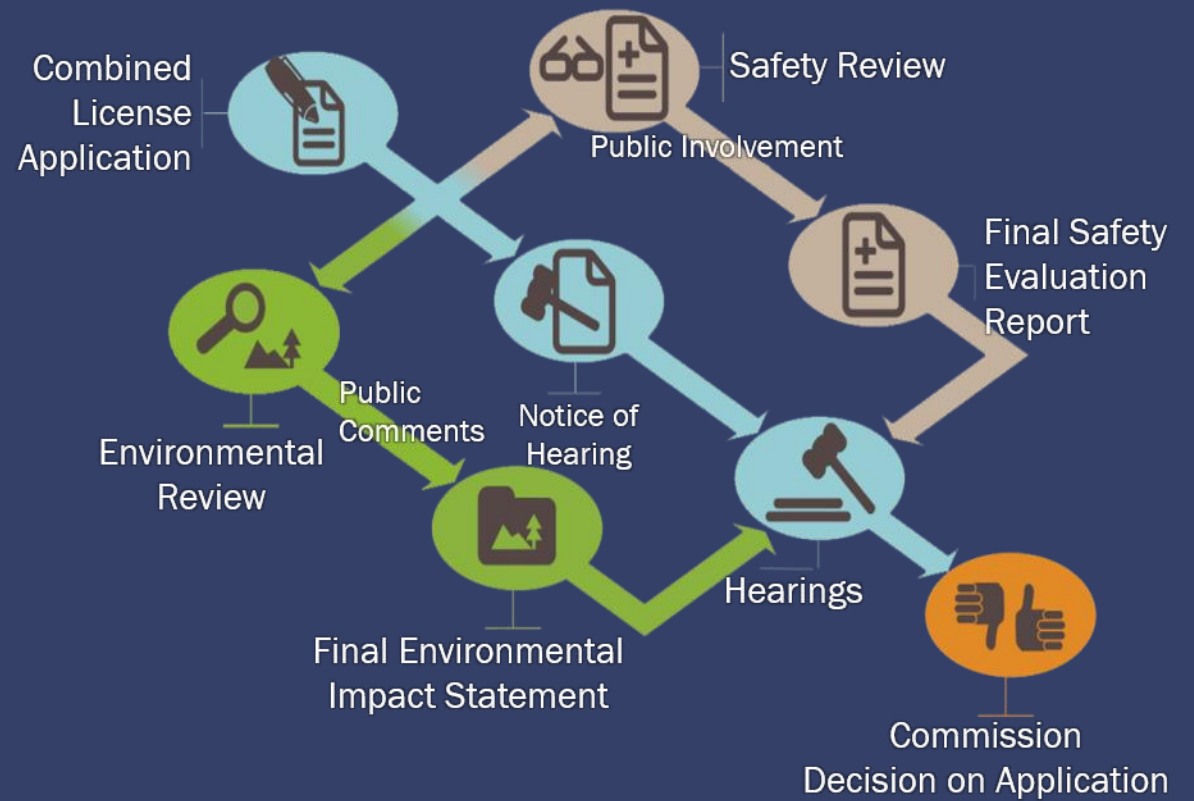 Combined
License
Application
Safety Review
Public Involvement
Final Safety
Evaluation
Report
Public
Comments
Notice of
Hearing
Environmental
Review
Hearings
Final Environmental
Impact Statement
Commission
Decision on Application